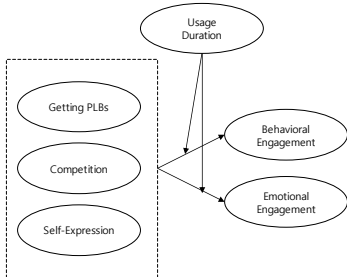 Usage
Duration
Getting PLBs
Competition
Self-Expression
Behavioral
Engagement
Emotional
Engagement